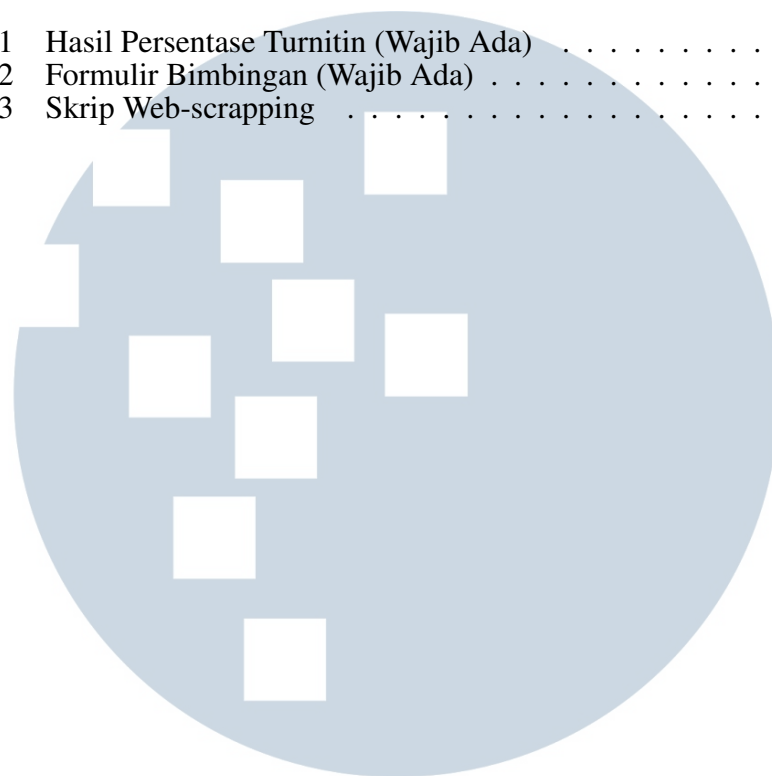 1 Hasil Persentase Turnitin (Wajib Ada) . . . . . . . . .
2 Formulir Bimbingan (Wajib Ada) . . . . . . . . . . . .
3 Skrip Web-scrapping . . . . . . . . . . . . . . . . . .